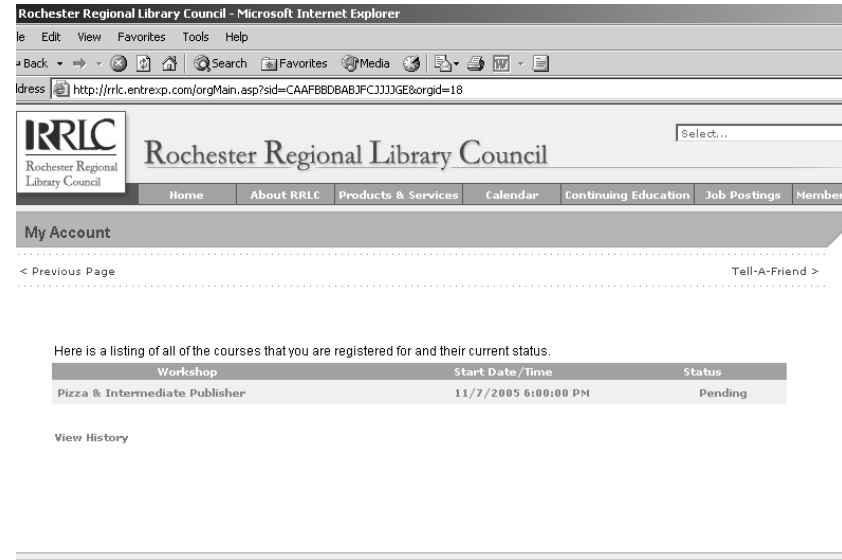 Rochester Regional Library Council - Microsoft Internet Explorer
le Edit View Favorites Tools Help
Back Search Favorites Media
ddress http://rrlc.entrexp.com/orgMain.asp?sid=CAAFBBDBABJFCJJJJGE&orgid=18
RRLC
Rochester Regional
Library Council
Rochester Regional Library Council
Select...
Home About RRLC Products & Services Calendar Continuing Education Job Postings Member
My Account
< Previous Page Tell-A-Friend >
Here is a listing of all of the courses that you are registered for and their current status.
Workshop Start Date/Time Status
Pizza & Intermediate Publisher 11/7/2005 6:00:00 PM Pending
View History